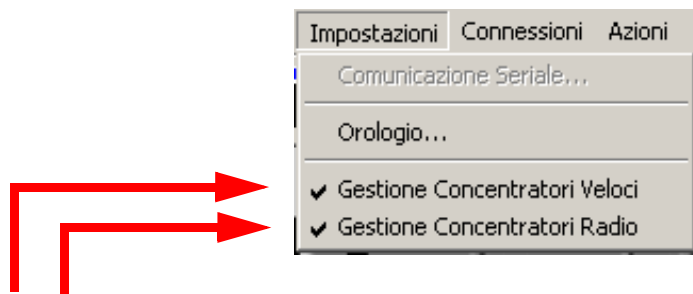 Impostazioni Connessioni Azioni
Comunicazione Seriale...
Orologio...
Gestione Concentratori Veloci
Gestione Concentratori Radio